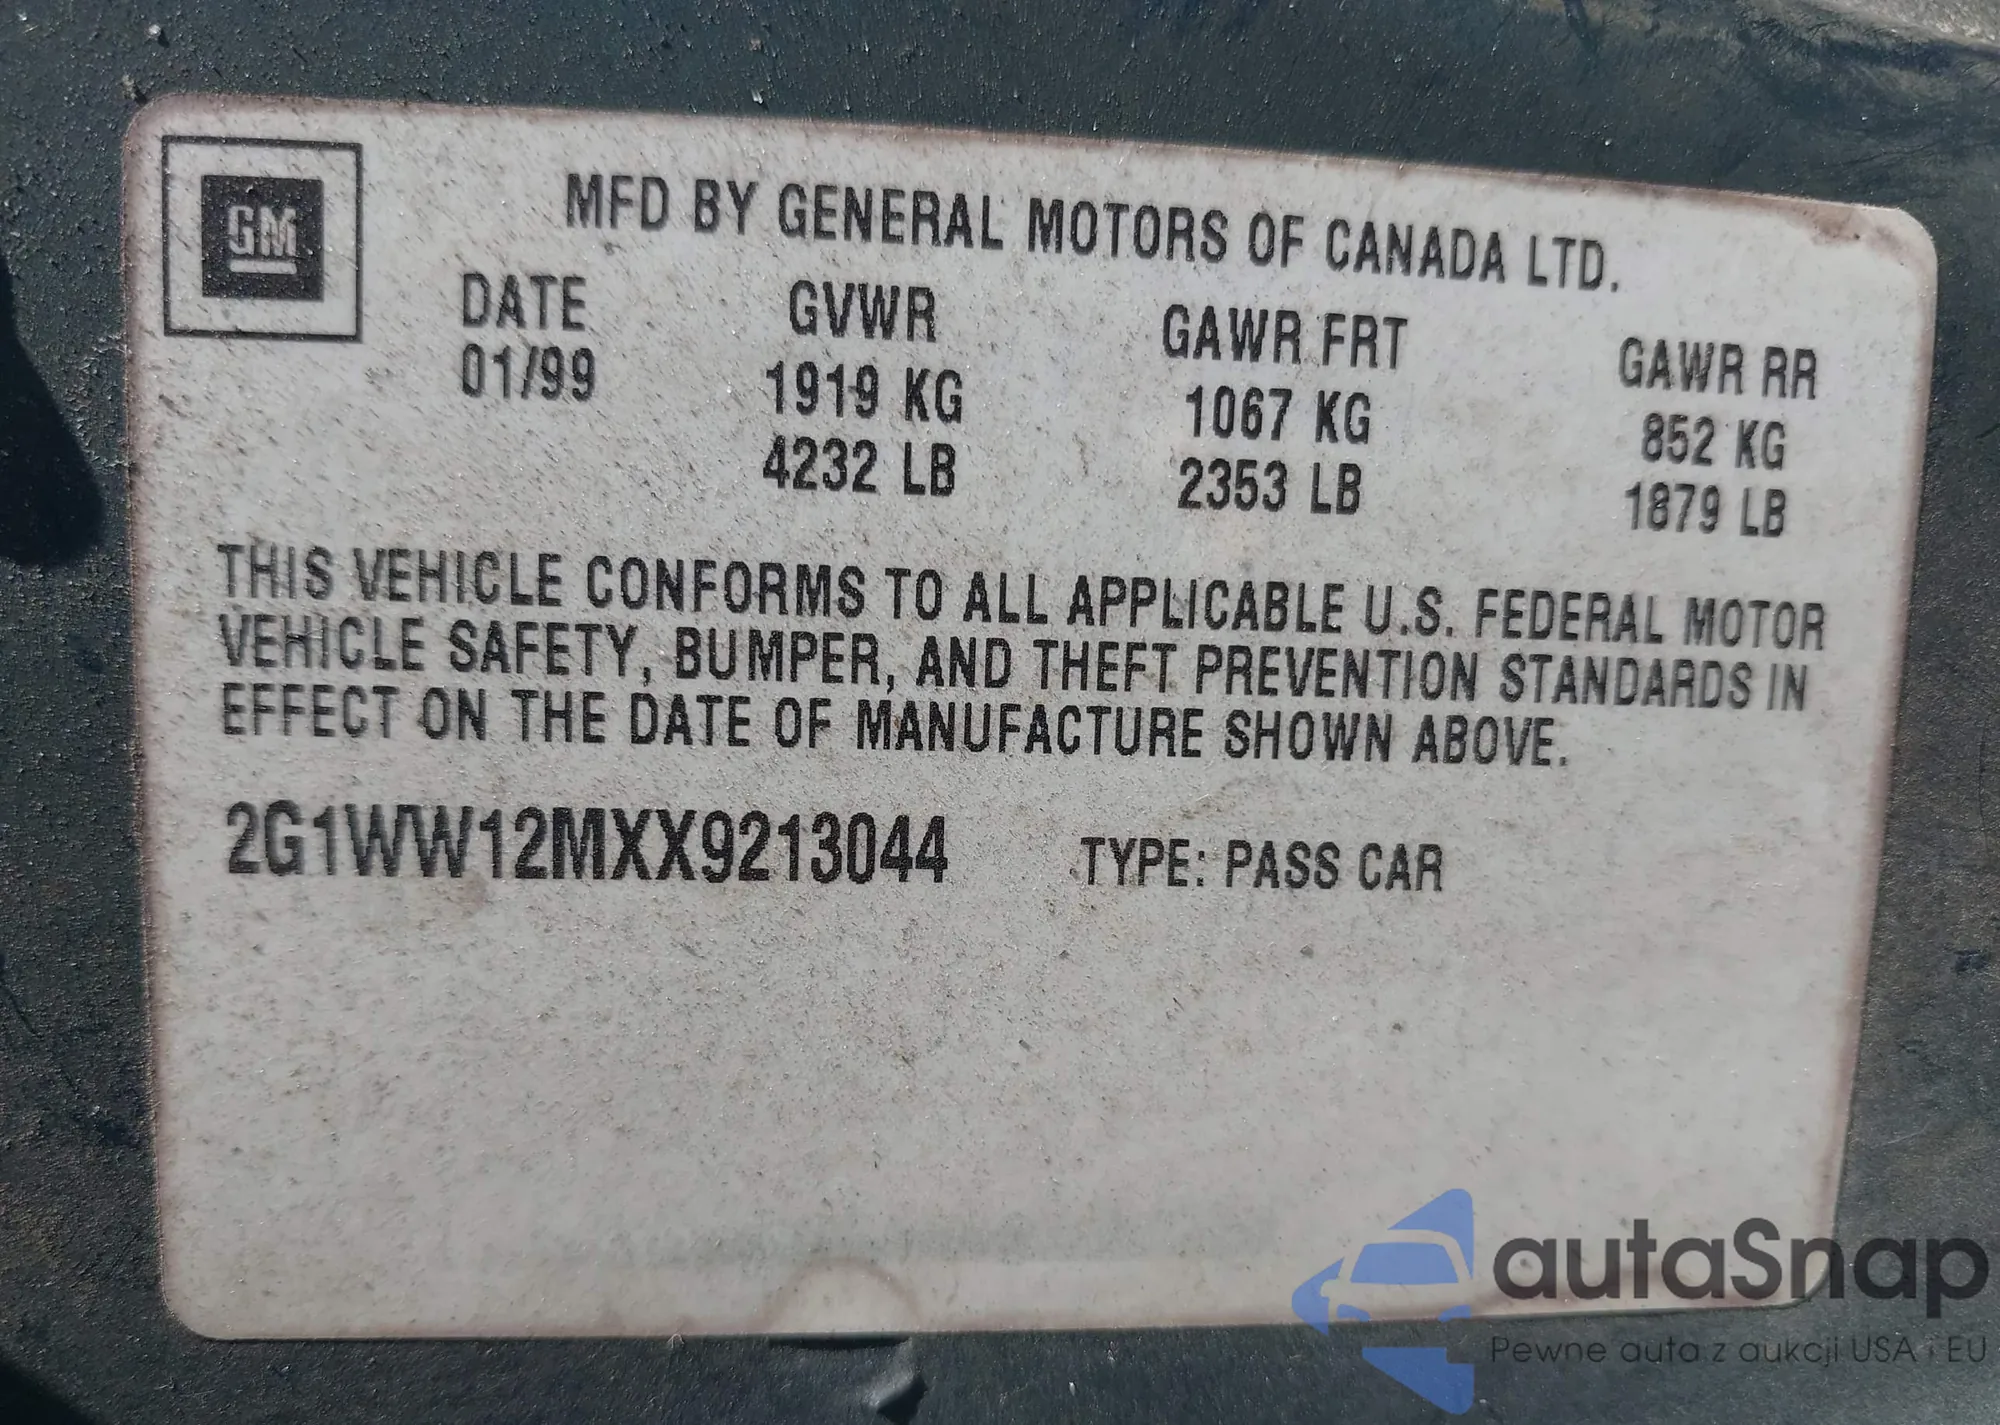 GM
MFD BY GENERAL MOTORS OF CANADA LTD.
DATE GVWR GAWR FRT GAWR RR
01/99 1919 KG 1067 KG 852 KG
4232 LB 2353 LB 1879 LB
THIS VEHICLE CONFORMS TO ALL APPLICABLE U.S. FEDERAL MOTOR
VEHICLE SAFETY, BUMPER, AND THEFT PREVENTION STANDARDS IN
EFFECT ON THE DATE OF MANUFACTURE SHOWN ABOVE.
2G1WW12MXX9213044 TYPE: PASS CAR
autaSnap
Pewne auta z aukcji USA i EU